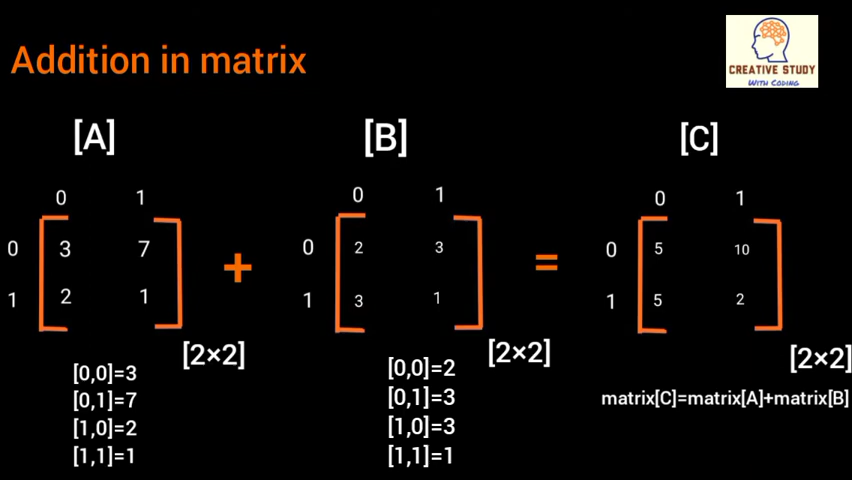 Addition in matrix
CREATIVE STUDY
WITH CODING
[A] [B] [C]
0 1 0 1 0 1
0 3 7 0 2 3 0 5 10
+ =
1 2 1 1 3 1 1 5 2
[2×2] [2×2] [2×2]
[0,0]=3 [0,0]=2
[0,1]=7 [0,1]=3 matrix[C]=matrix[A]+matrix[B]
[1,0]=2 [1,0]=3
[1,1]=1 [1,1]=1